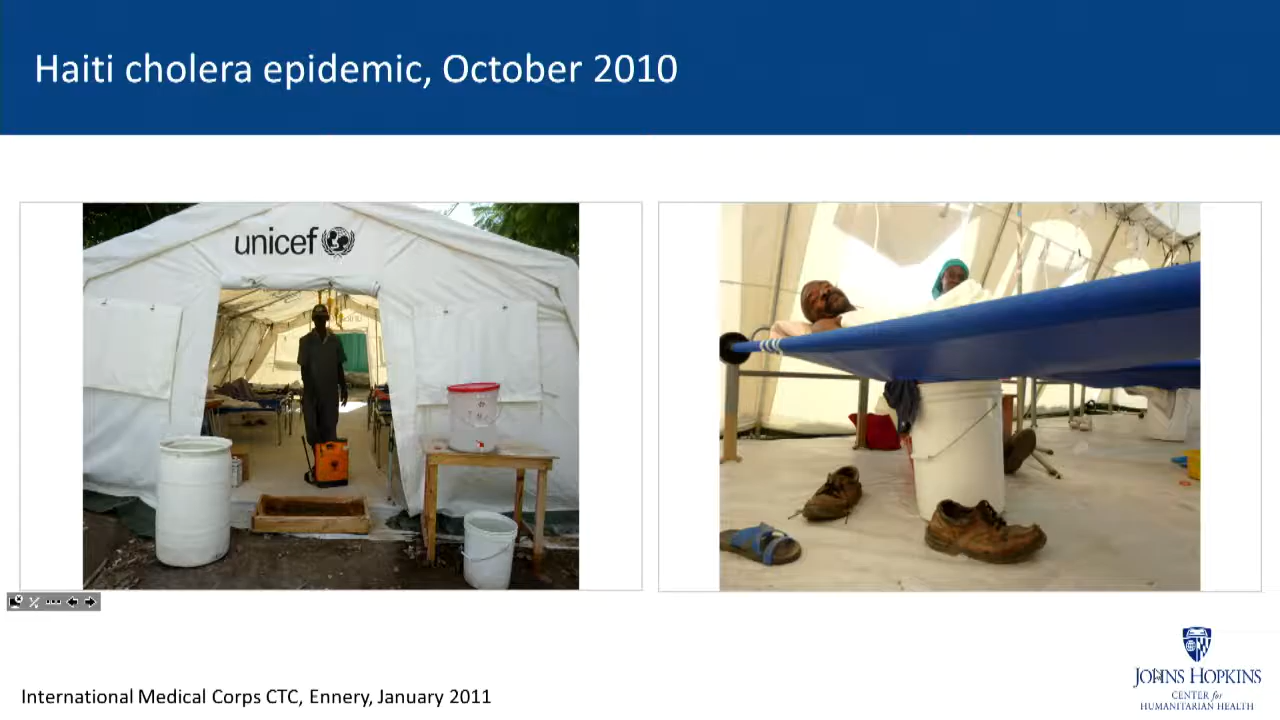 Haiti cholera epidemic, October 2010
unicef
International Medical Corps CTC, Ennery, January 2011
JOHNS HOPKINS
CENTER for
HUMANITARIAN HEALTH